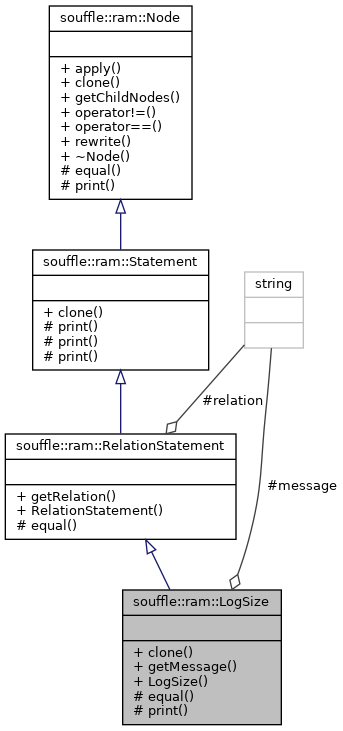 souffle::ram::Node
+ apply()
+ clone()
+ getChildNodes()
+ operator!=()
+ operator==()
+ rewrite()
+ ~Node()
# equal()
# print()
souffle::ram::Statement
+ clone()
# print()
# print()
# print()
string
#relation
souffle::ram::RelationStatement
+ getRelation()
+ RelationStatement()
# equal()
#message
souffle::ram::LogSize
+ clone()
+ getMessage()
+ LogSize()
# equal()
# print()